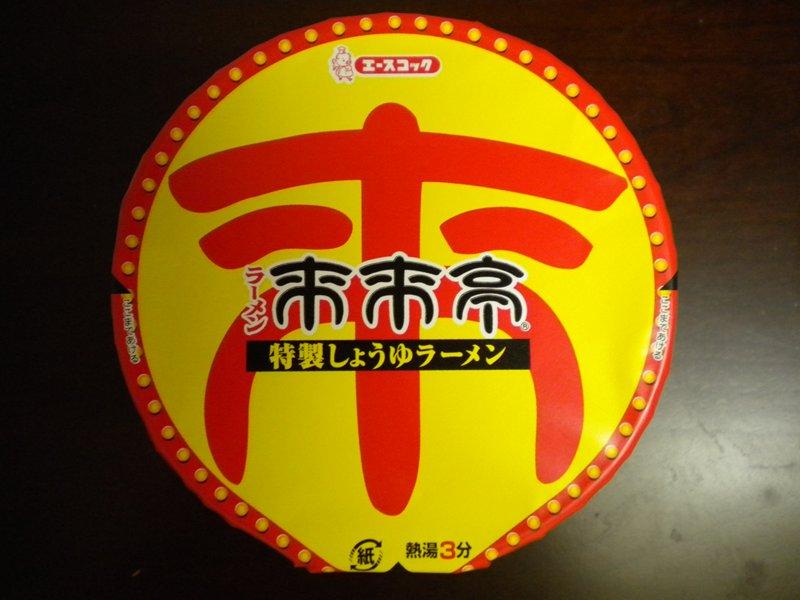 エースコック
来
ラーメン
来来亭®
特製しょうゆラーメン
ここまであける
ここまであける
紙
熱湯3分